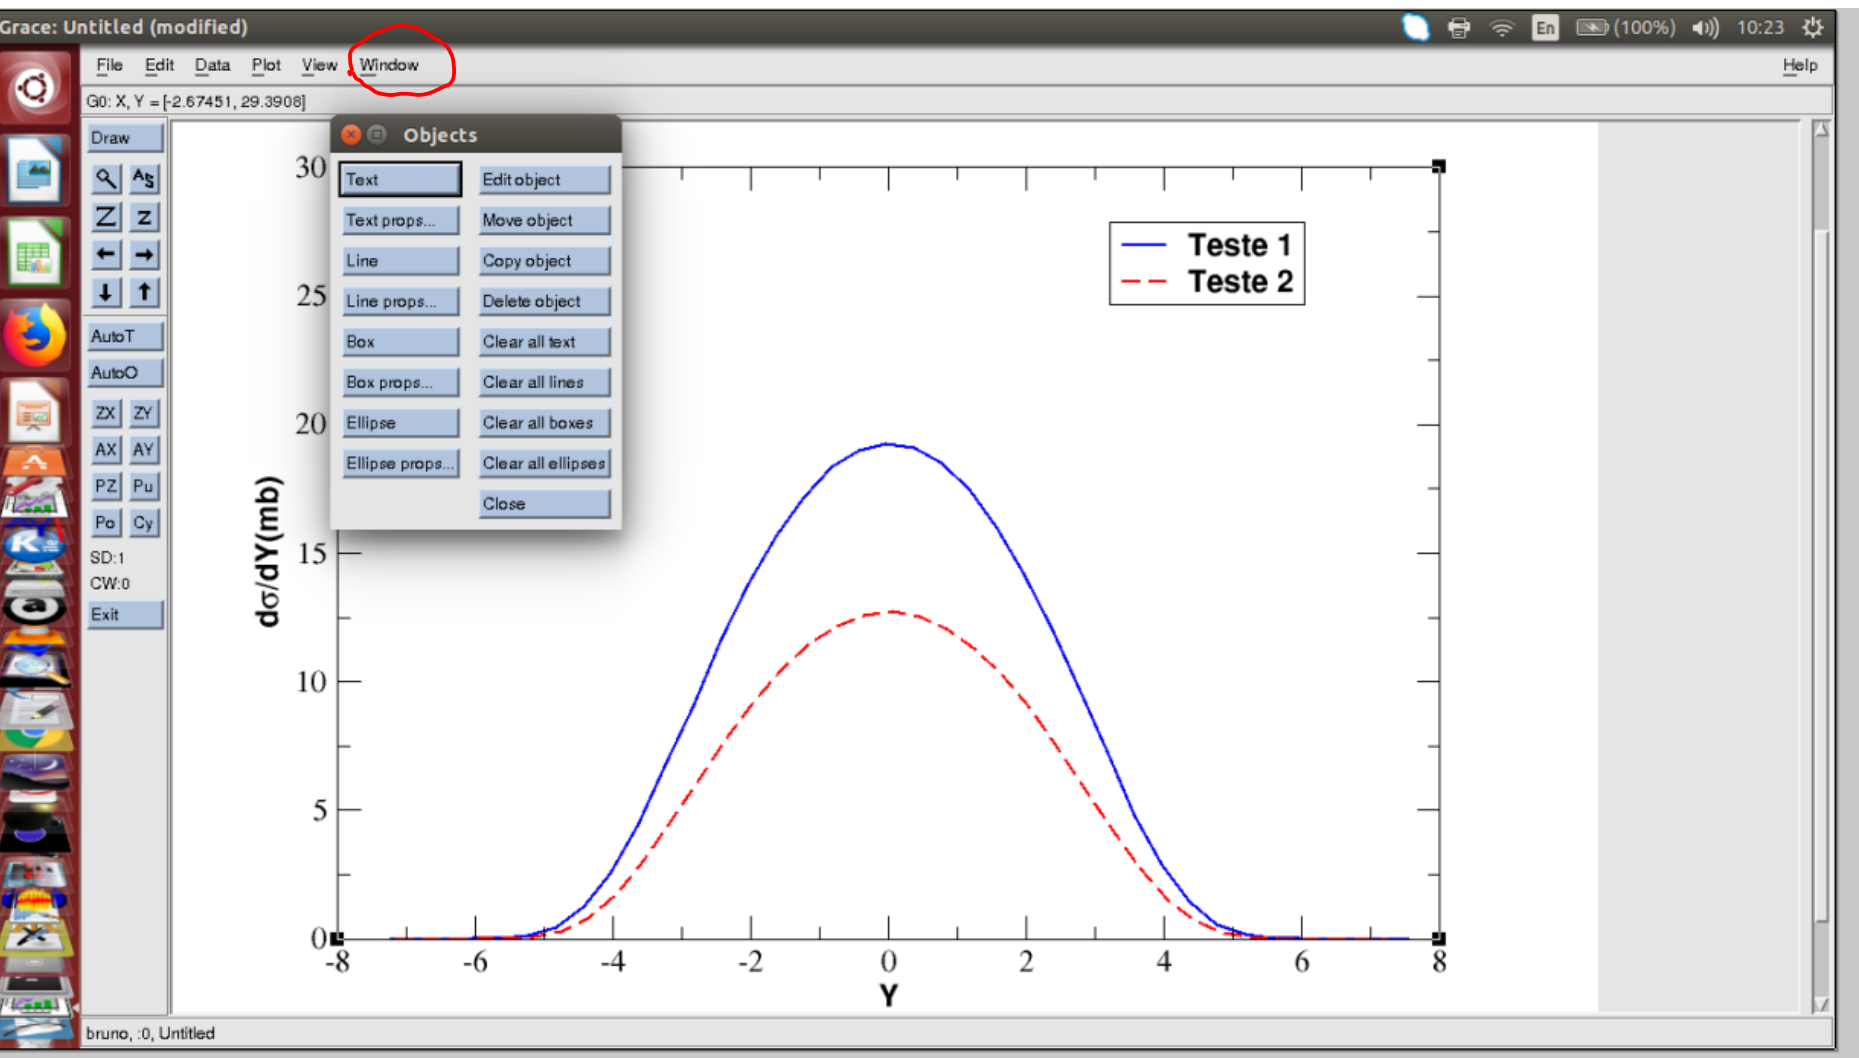 Grace: Untitled (modified)
En (100%) 10:23
File Edit Data Plot View Window Help
G0: X, Y = [-2.67451, 29.3908]
Draw
AS
Z z
AutoT
AutoO
ZX ZY
AX AY
PZ Pu
Po Cy
SD:1
CW:0
Exit
Objects
Text Edit object
Text props... Move object
Line Copy object
Line props... Delete object
Box Clear all text
Box props... Clear all lines
Ellipse Clear all boxes
Ellipse props... Clear all ellipses
Close
Teste 1
Teste 2
30
25
20
15
10
5
0
dσ/dY(mb)
-8 -6 -4 -2 0 2 4 6 8
Y
bruno, :0, Untitled